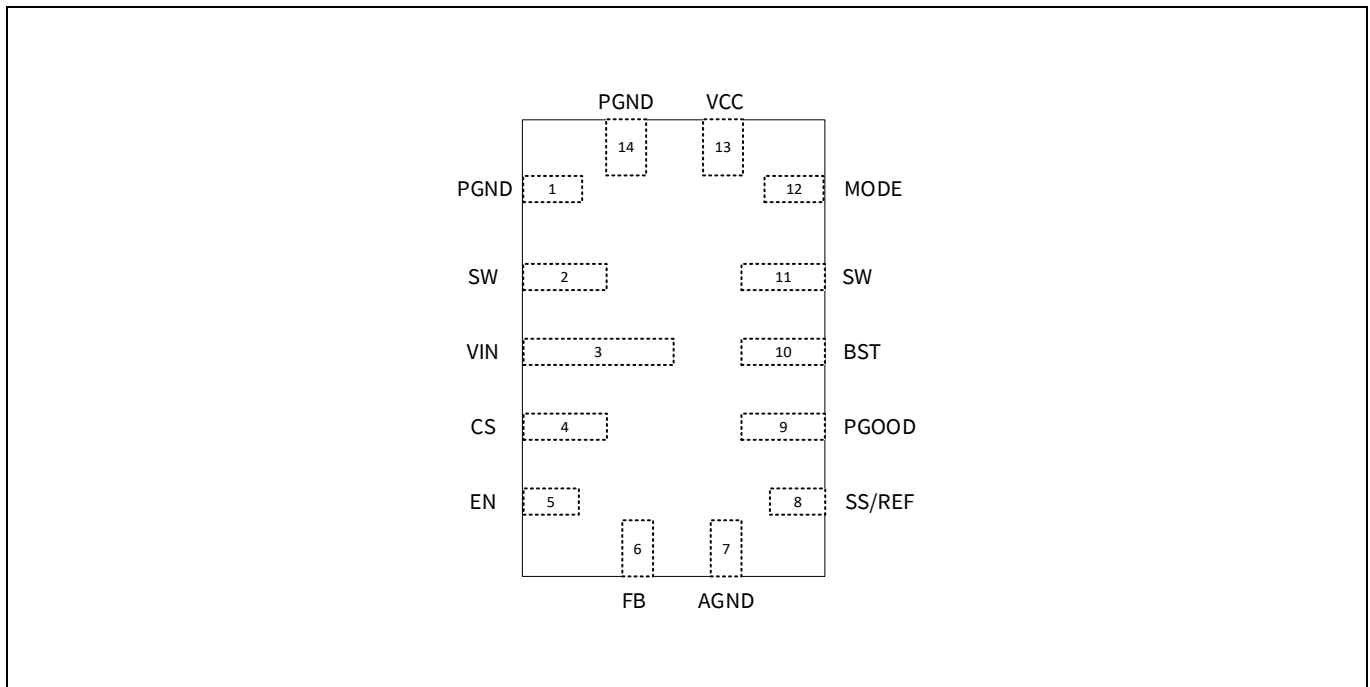 PGND VCC
14 13
PGND 1 12 MODE
SW 2 11 SW
VIN 3 10 BST
CS 4 9 PGOOD
EN 5 8 SS/REF
6 7
FB AGND